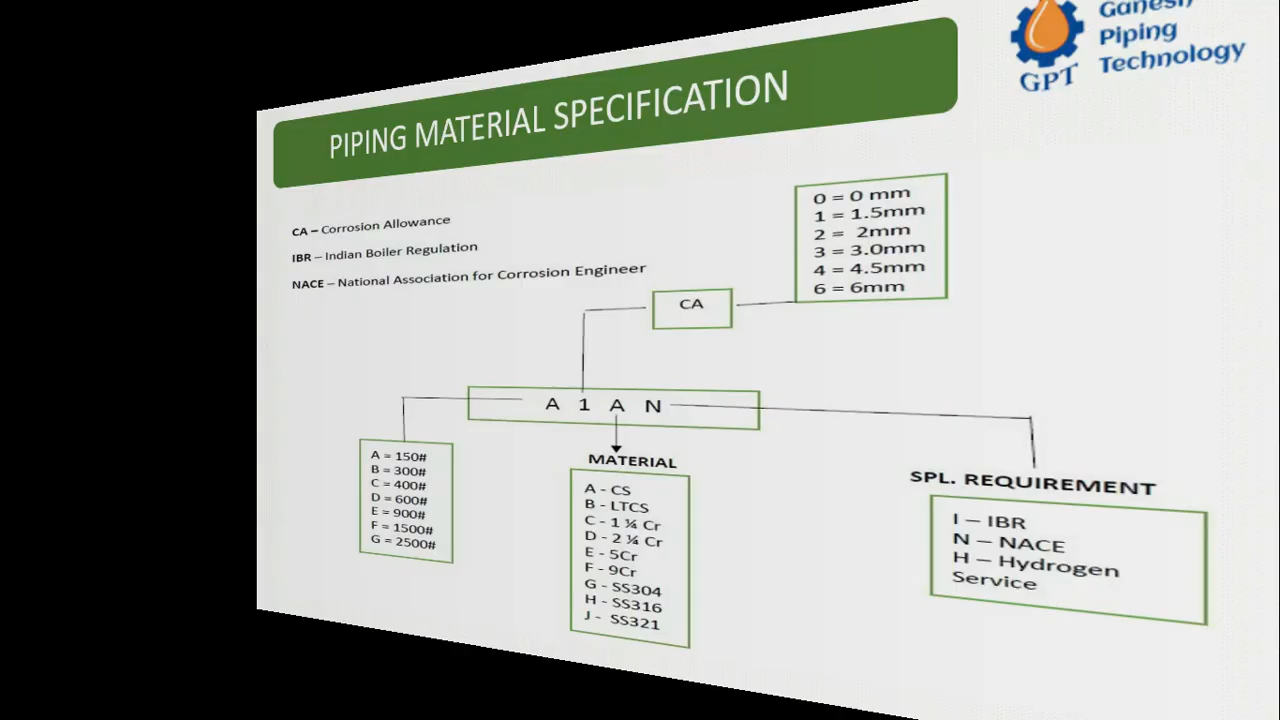 Ganesh
Piping
Technology
GPT
PIPING MATERIAL SPECIFICATION
CA – Corrosion Allowance
IBR – Indian Boiler Regulation
NACE – National Association for Corrosion Engineer
0 = 0 mm
1 = 1.5mm
2 = 2mm
3 = 3.0mm
4 = 4.5mm
6 = 6mm
CA
A 1 A N
A = 150#
B = 300#
C = 400#
D = 600#
E = 900#
F = 1500#
G = 2500#
MATERIAL
A - CS
B - LTCS
C - 1 ¼ Cr
D - 2 ¼ Cr
E - 5Cr
F - 9Cr
G - SS304
H - SS316
J - SS321
SPL. REQUIREMENT
I – IBR
N – NACE
H – Hydrogen
Service